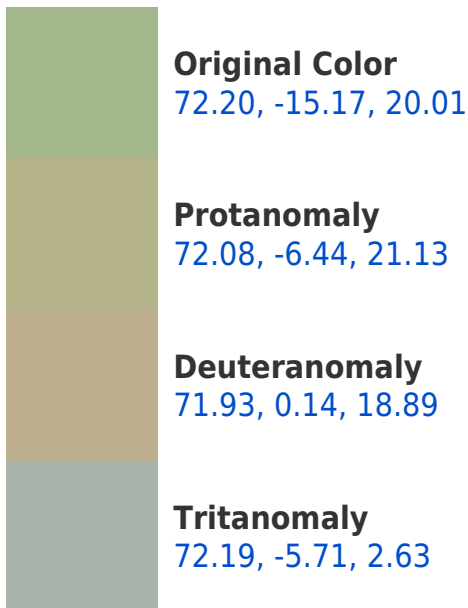 Original Color
72.20, -15.17, 20.01
Protanomaly
72.08, -6.44, 21.13
Deuteranomaly
71.93, 0.14, 18.89
Tritanomaly
72.19, -5.71, 2.63